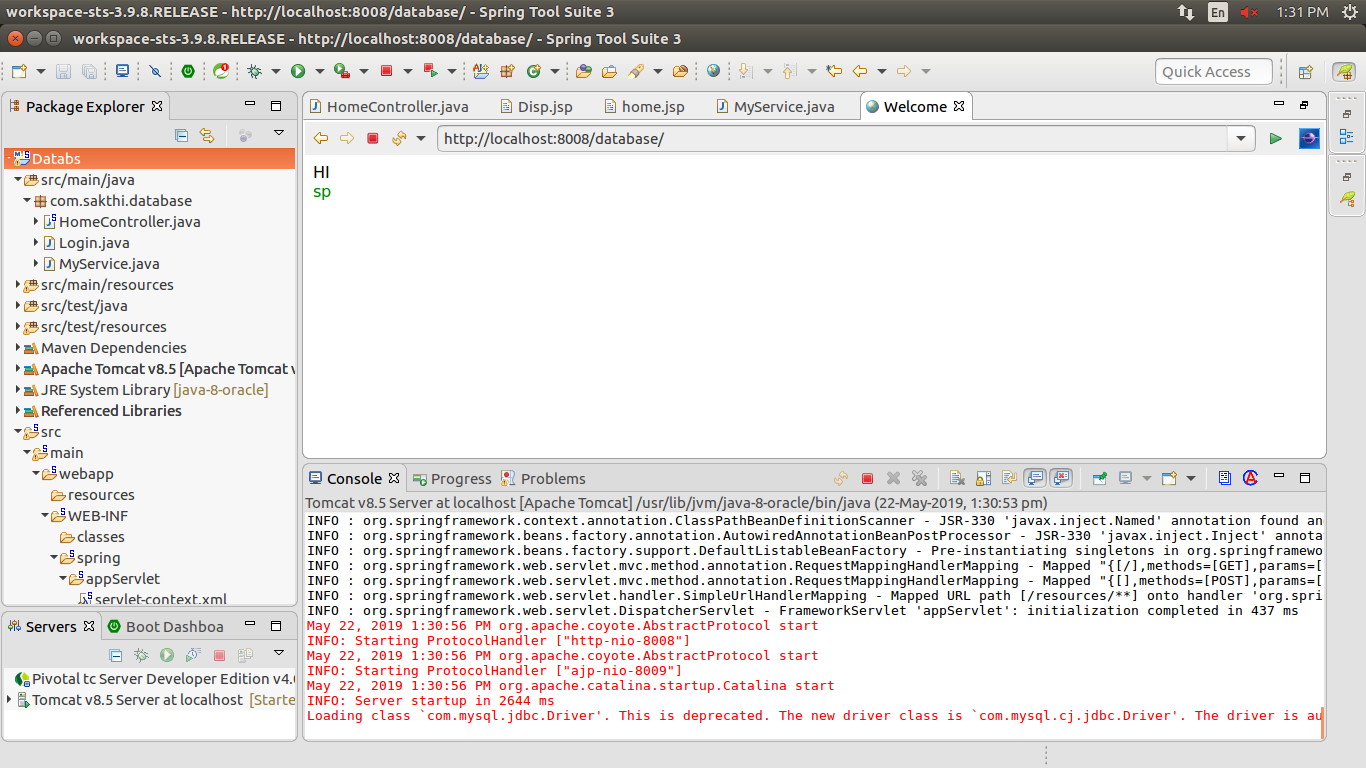 workspace-sts-3.9.8.RELEASE - http://localhost:8008/database/ - Spring Tool Suite 3
En
1:31 PM
workspace-sts-3.9.8.RELEASE - http://localhost:8008/database/ - Spring Tool Suite 3
Quick Access
Package Explorer
HomeController.java
Disp.jsp
home.jsp
MyService.java
Welcome
http://localhost:8008/database/
HI
sp
Databs
src/main/java
com.sakthi.database
HomeController.java
Login.java
MyService.java
src/main/resources
src/test/java
src/test/resources
Maven Dependencies
Apache Tomcat v8.5 [Apache Tomcat v
JRE System Library [java-8-oracle]
Referenced Libraries
src
main
webapp
resources
WEB-INF
classes
spring
appServlet
servlet-context.xml
Servers
Boot Dashboa
Pivotal tc Server Developer Edition v4.0
Tomcat v8.5 Server at localhost [Starte
Console
Progress
Problems
Tomcat v8.5 Server at localhost [Apache Tomcat] /usr/lib/jvm/java-8-oracle/bin/java (22-May-2019, 1:30:53 pm)
INFO : org.springframework.context.annotation.ClassPathBeanDefinitionScanner - JSR-330 'javax.inject.Named' annotation found an
INFO : org.springframework.beans.factory.annotation.AutowiredAnnotationBeanPostProcessor - JSR-330 'javax.inject.Inject' annota
INFO : org.springframework.beans.factory.support.DefaultListableBeanFactory - Pre-instantiating singletons in org.springframewo
INFO : org.springframework.web.servlet.mvc.method.annotation.RequestMappingHandlerMapping - Mapped "{[/],methods=[GET],params=[
INFO : org.springframework.web.servlet.mvc.method.annotation.RequestMappingHandlerMapping - Mapped "{[],methods=[POST],params=[
INFO : org.springframework.web.servlet.handler.SimpleUrlHandlerMapping - Mapped URL path [/resources/**] onto handler 'org.spri
INFO : org.springframework.web.servlet.DispatcherServlet - FrameworkServlet 'appServlet': initialization completed in 437 ms
May 22, 2019 1:30:56 PM org.apache.coyote.AbstractProtocol start
INFO: Starting ProtocolHandler ["http-nio-8008"]
May 22, 2019 1:30:56 PM org.apache.coyote.AbstractProtocol start
INFO: Starting ProtocolHandler ["ajp-nio-8009"]
May 22, 2019 1:30:56 PM org.apache.catalina.startup.Catalina start
INFO: Server startup in 2644 ms
Loading class `com.mysql.jdbc.Driver'. This is deprecated. The new driver class is `com.mysql.cj.jdbc.Driver'. The driver is au